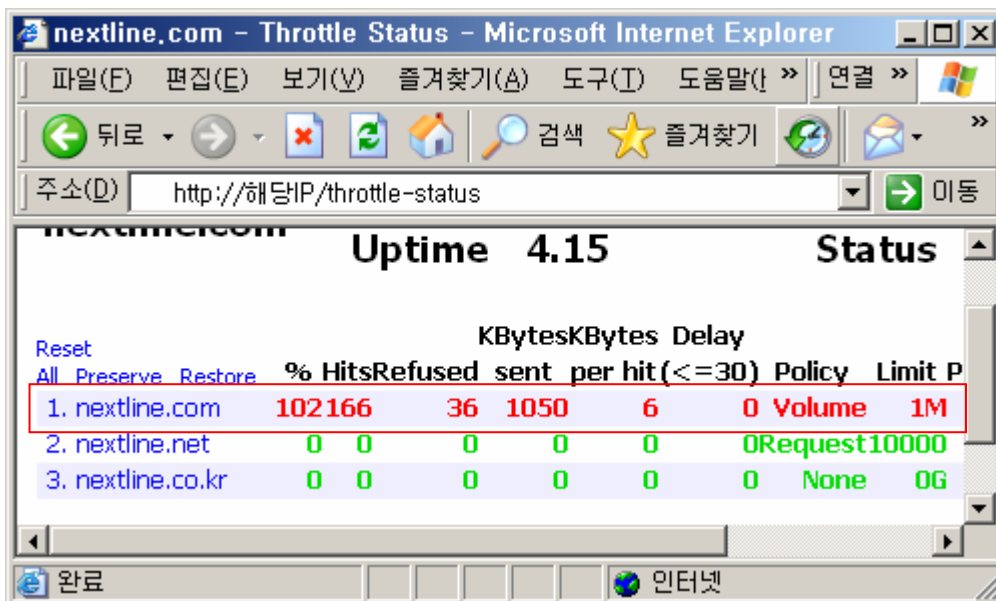 nextline.com - Throttle Status - Microsoft Internet Explorer
파일(F) 편집(E) 보기(V) 즐겨찾기(A) 도구(T) 도움말(H » 연결 »
뒤로 검색 즐겨찾기 »
주소(D) http://해당IP/throttle-status 이동
nextline.com
Uptime 4.15 Status
KBytes KBytes Delay
Reset
All Preserve Restore % Hits Refused sent per hit (<=30) Policy Limit P
1. nextline.com 102 166 36 1050 6 0 Volume 1M
2. nextline.net 0 0 0 0 0 0 Request 10000
3. nextline.co.kr 0 0 0 0 0 0 None 0G
완료 인터넷